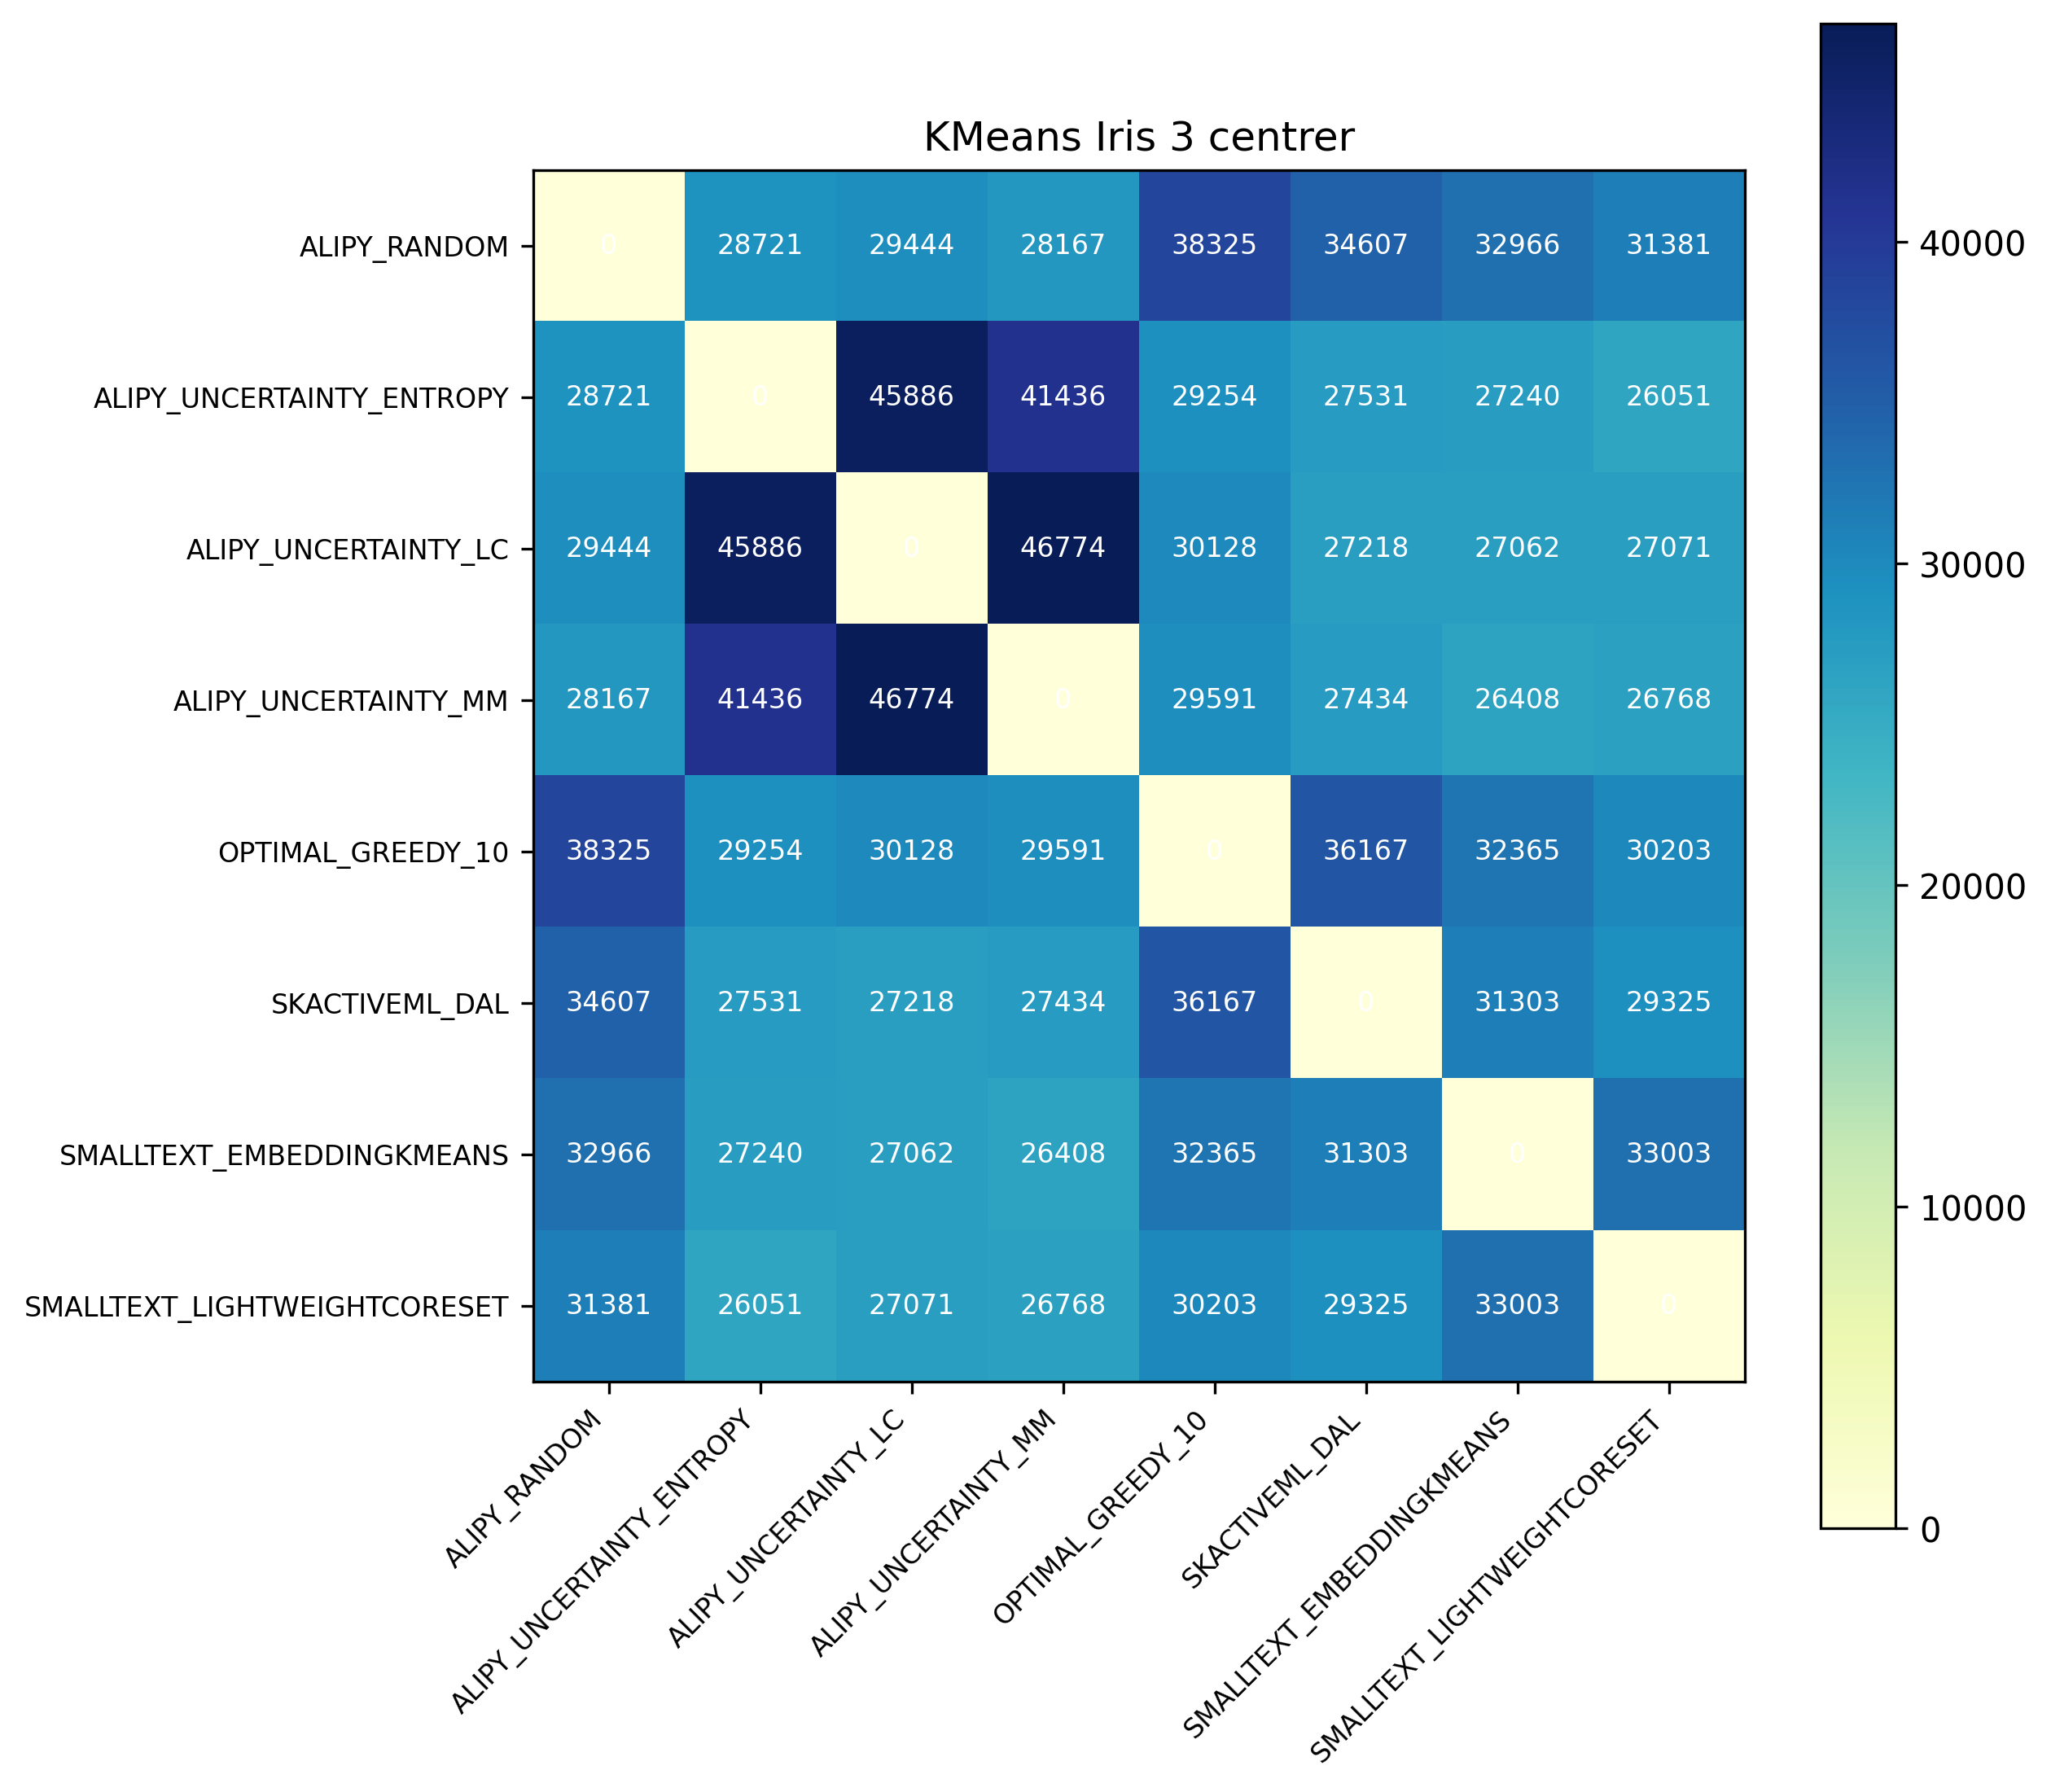 KMeans Iris 3 centrer
ALIPY_RANDOM 0 28721 29444 28167 38325 34607 32966 31381
ALIPY_UNCERTAINTY_ENTROPY 28721 0 45886 41436 29254 27531 27240 26051
ALIPY_UNCERTAINTY_LC 29444 45886 0 46774 30128 27218 27062 27071
ALIPY_UNCERTAINTY_MM 28167 41436 46774 0 29591 27434 26408 26768
OPTIMAL_GREEDY_10 38325 29254 30128 29591 0 36167 32365 30203
SKACTIVEML_DAL 34607 27531 27218 27434 36167 0 31303 29325
SMALLTEXT_EMBEDDINGKMEANS 32966 27240 27062 26408 32365 31303 0 33003
SMALLTEXT_LIGHTWEIGHTCORESET 31381 26051 27071 26768 30203 29325 33003 0
ALIPY_RANDOM
ALIPY_UNCERTAINTY_ENTROPY
ALIPY_UNCERTAINTY_LC
ALIPY_UNCERTAINTY_MM
OPTIMAL_GREEDY_10
SKACTIVEML_DAL
SMALLTEXT_EMBEDDINGKMEANS
SMALLTEXT_LIGHTWEIGHTCORESET
40000
30000
20000
10000
0